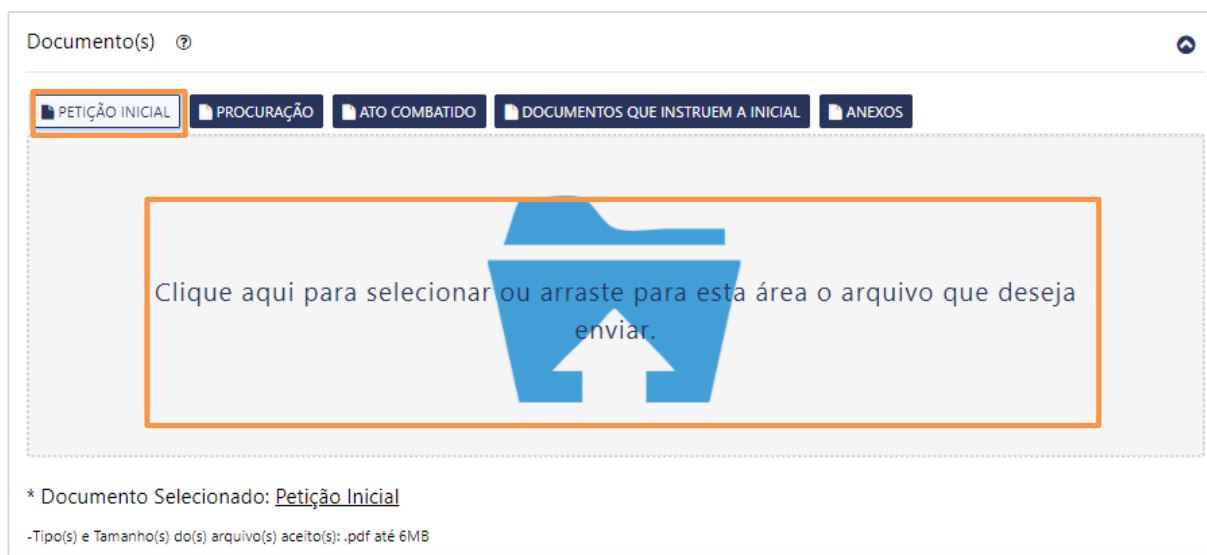 Documento(s) ?
PETIÇÃO INICIAL PROCURAÇÃO ATO COMBATIDO DOCUMENTOS QUE INSTRUEM A INICIAL ANEXOS
Clique aqui para selecionar ou arraste para esta área o arquivo que deseja
enviar.
* Documento Selecionado: Petição Inicial
-Tipo(s) e Tamanho(s) do(s) arquivo(s) aceito(s): .pdf até 6MB